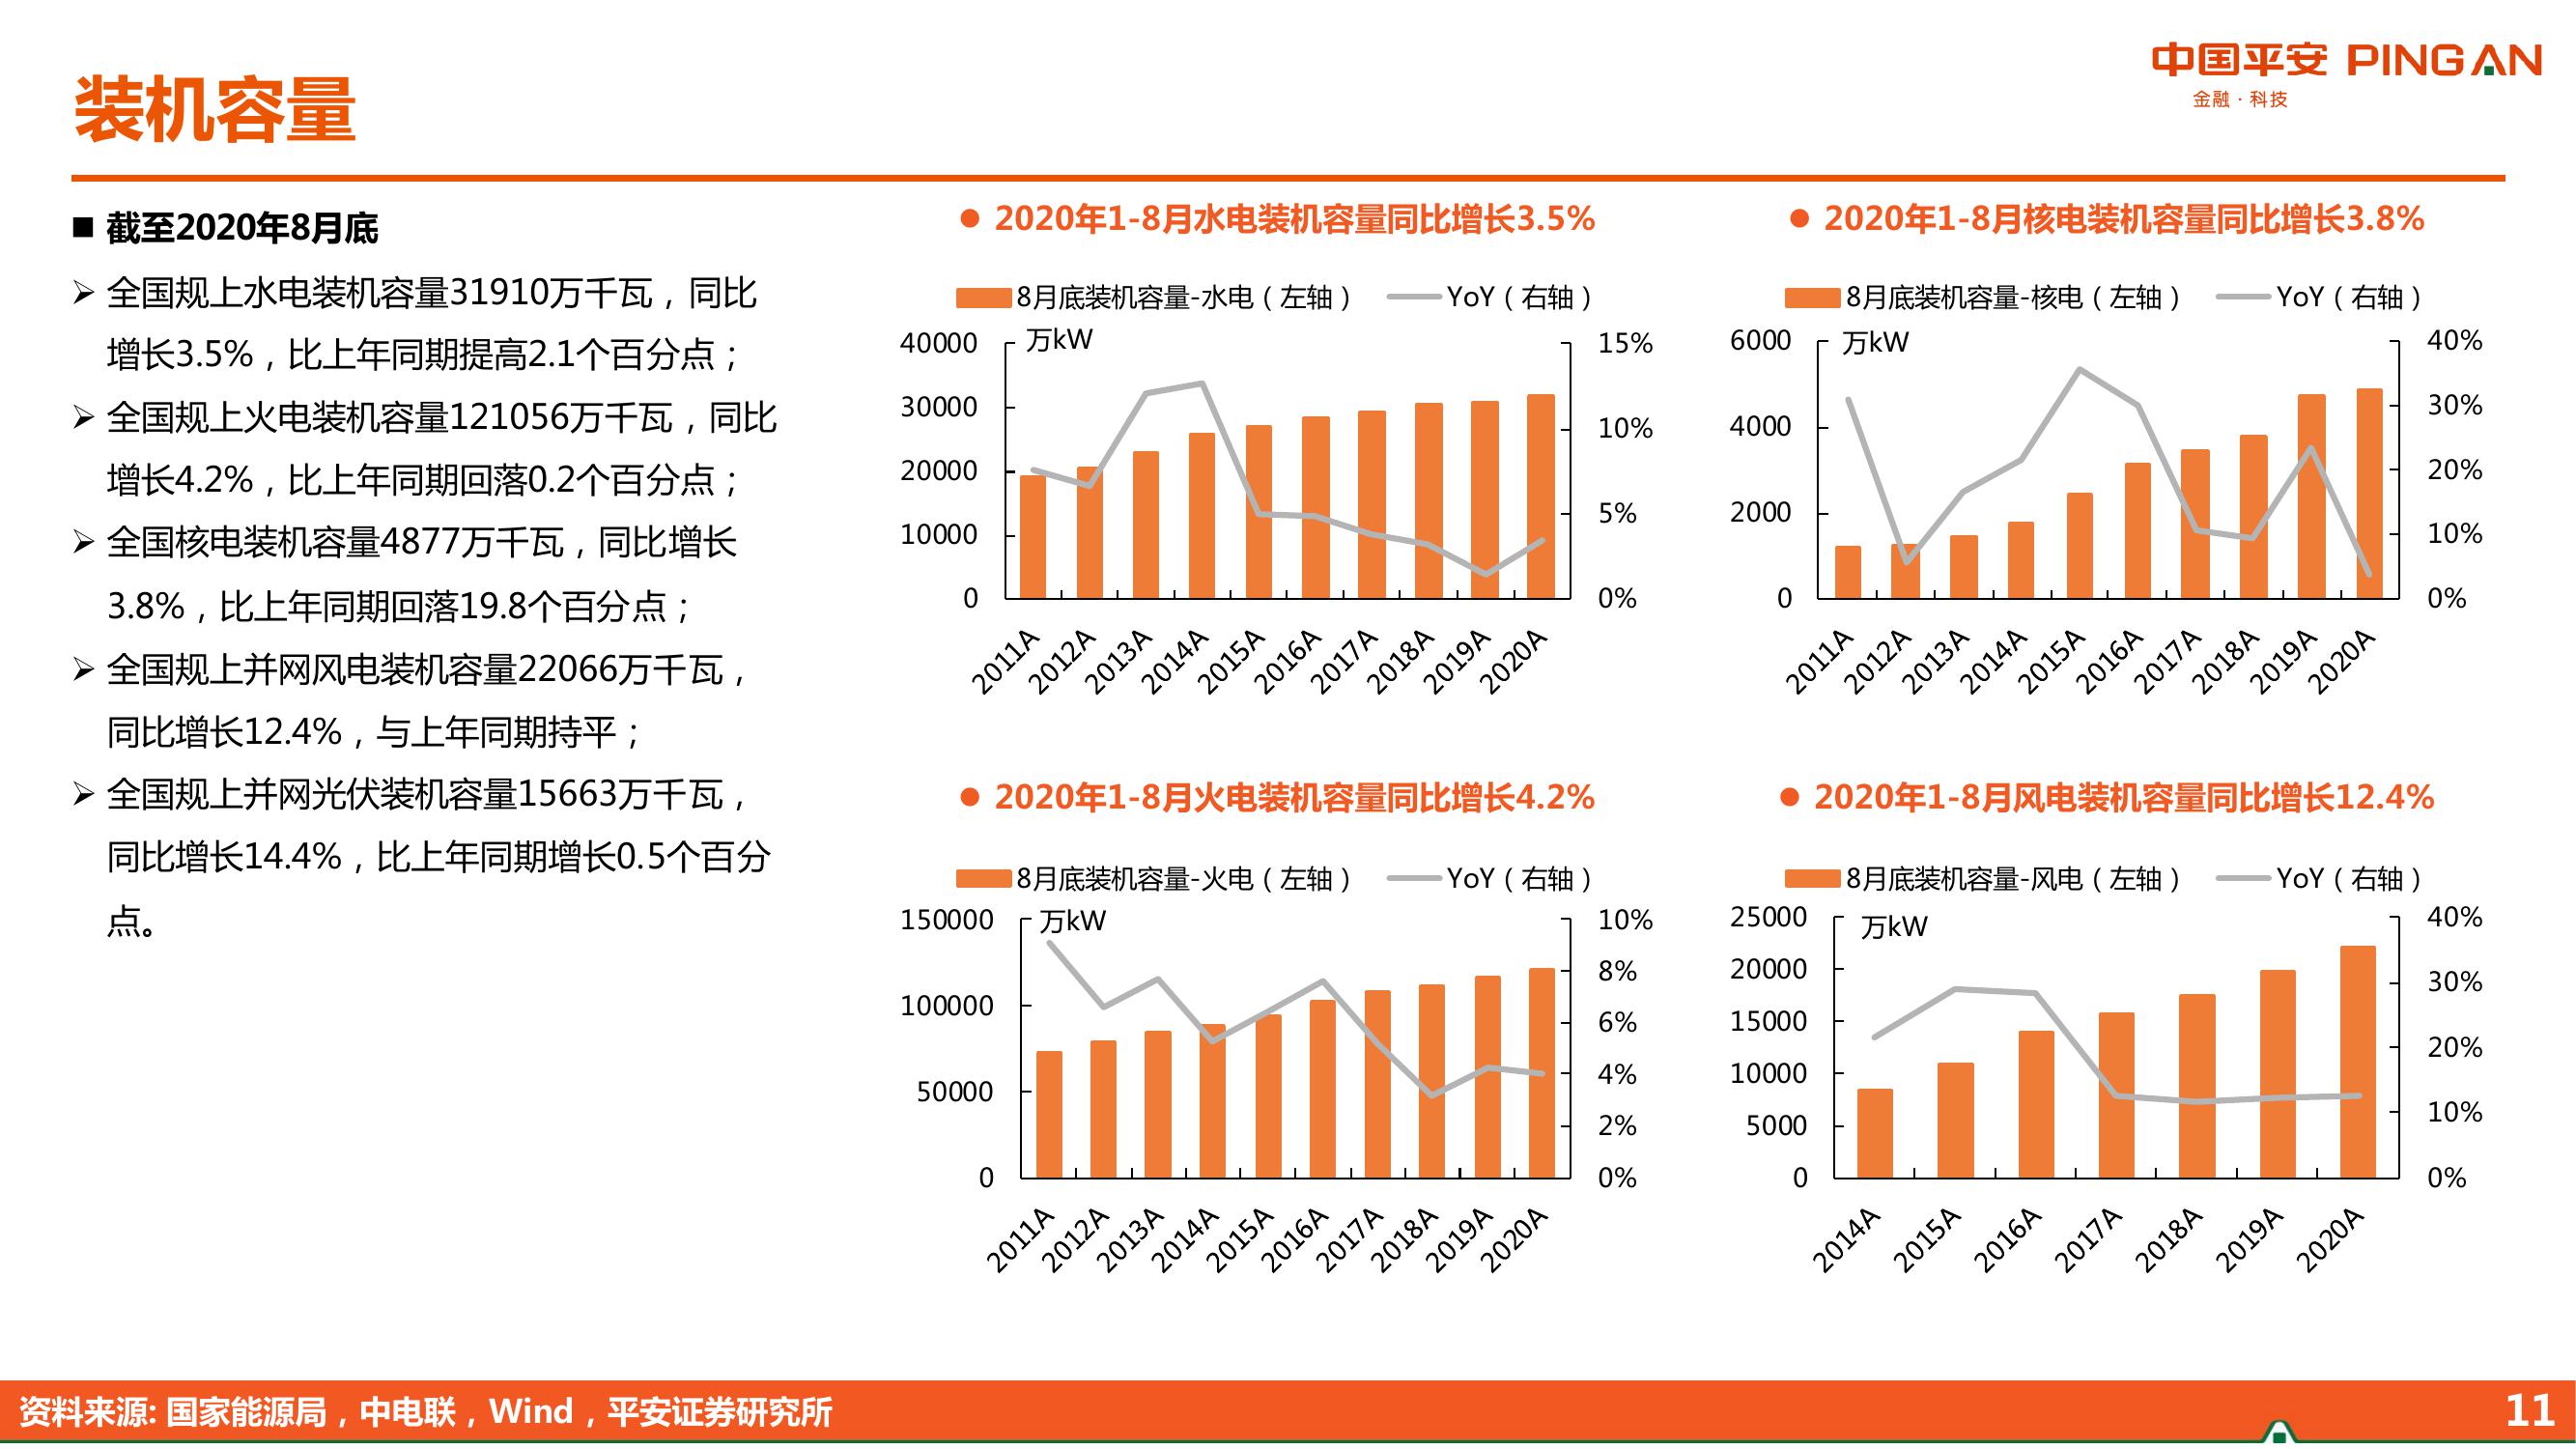 装机容量
中国平安 PINGAN
金融·科技
■ 截至2020年8月底
➢ 全国规上水电装机容量31910万千瓦，同比
增长3.5%，比上年同期提高2.1个百分点；
➢ 全国规上火电装机容量121056万千瓦，同比
增长4.2%，比上年同期回落0.2个百分点；
➢ 全国核电装机容量4877万千瓦，同比增长
3.8%，比上年同期回落19.8个百分点；
➢ 全国规上并网风电装机容量22066万千瓦，
同比增长12.4%，与上年同期持平；
➢ 全国规上并网光伏装机容量15663万千瓦，
同比增长14.4%，比上年同期增长0.5个百分
点。
● 2020年1-8月水电装机容量同比增长3.5%
8月底装机容量-水电（左轴） YoY（右轴）
万kW
40000
30000
20000
10000
0
15%
10%
5%
0%
2011A 2012A 2013A 2014A 2015A 2016A 2017A 2018A 2019A 2020A
● 2020年1-8月核电装机容量同比增长3.8%
8月底装机容量-核电（左轴） YoY（右轴）
万kW
6000
4000
2000
0
40%
30%
20%
10%
0%
2011A 2012A 2013A 2014A 2015A 2016A 2017A 2018A 2019A 2020A
● 2020年1-8月火电装机容量同比增长4.2%
8月底装机容量-火电（左轴） YoY（右轴）
万kW
150000
100000
50000
0
10%
8%
6%
4%
2%
0%
2011A 2012A 2013A 2014A 2015A 2016A 2017A 2018A 2019A 2020A
● 2020年1-8月风电装机容量同比增长12.4%
8月底装机容量-风电（左轴） YoY（右轴）
万kW
25000
20000
15000
10000
5000
0
40%
30%
20%
10%
0%
2014A 2015A 2016A 2017A 2018A 2019A 2020A
资料来源: 国家能源局，中电联，Wind，平安证券研究所
11